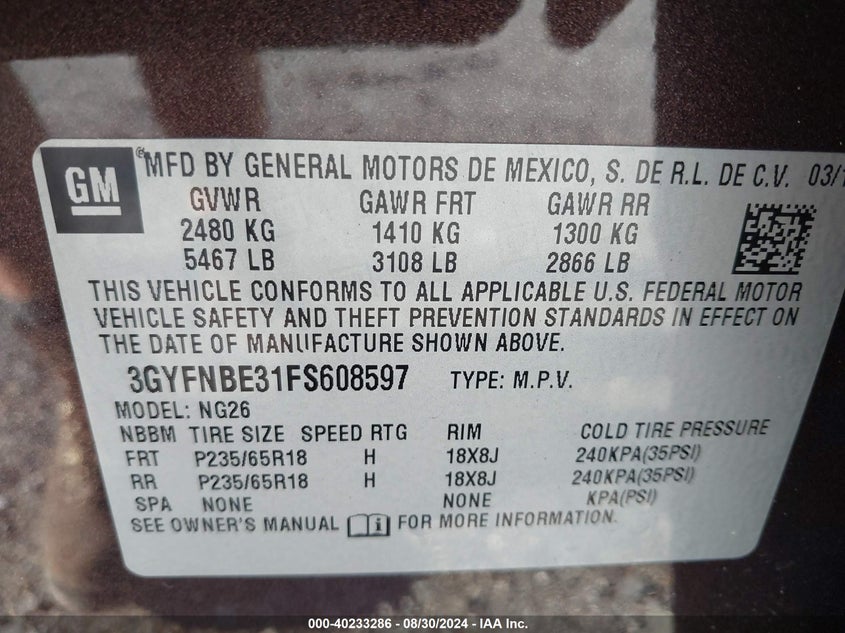 GM
® MFD BY GENERAL MOTORS DE MEXICO, S. DE R.L. DE C.V. 03/1
GVWR GAWR FRT GAWR RR
2480 KG 1410 KG 1300 KG
5467 LB 3108 LB 2866 LB
THIS VEHICLE CONFORMS TO ALL APPLICABLE U.S. FEDERAL MOTOR
VEHICLE SAFETY AND THEFT PREVENTION STANDARDS IN EFFECT ON
THE DATE OF MANUFACTURE SHOWN ABOVE.
3GYFNBE31FS608597 TYPE: M.P.V.
MODEL: NG26
NBBM TIRE SIZE SPEED RTG RIM COLD TIRE PRESSURE
FRT P235/65R18 H 18X8J 240KPA(35PSI)
RR P235/65R18 H 18X8J 240KPA(35PSI)
SPA NONE NONE KPA(PSI)
SEE OWNER'S MANUAL FOR MORE INFORMATION.
000-40233286 - 08/30/2024 - IAA Inc.